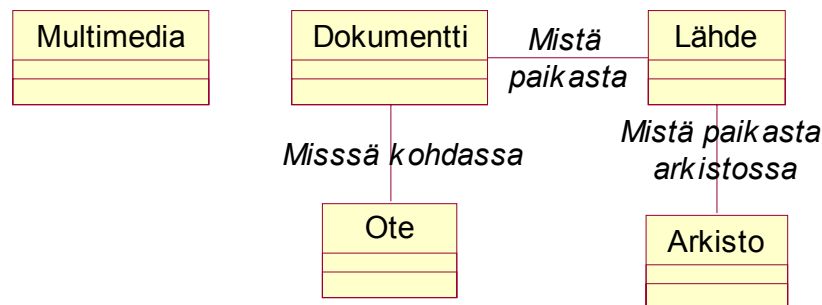 Multimedia
Dokumentti
Mistä
paikasta
Lähde
Misssä kohdassa
Mistä paikasta
arkistossa
Ote
Arkisto